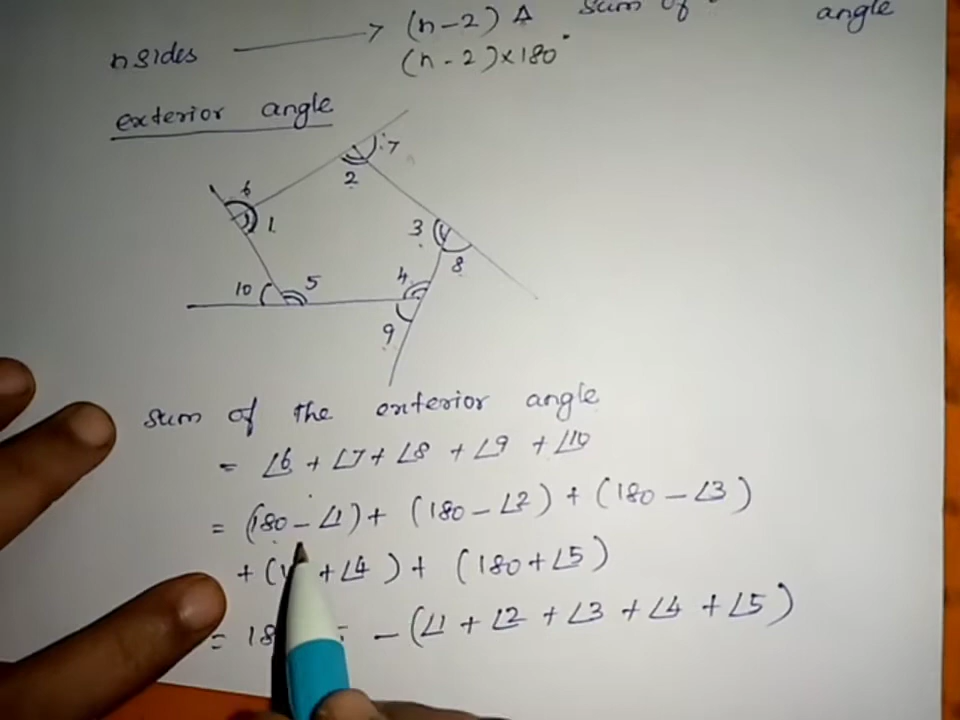 (n-2) Δ sum of angle
n sides → (n-2)×180°
exterior angle
6 1 2 7 3 8 4 9 5 10
sum of the exterior angle
= ∠6 + ∠7 + ∠8 + ∠9 + ∠10
= (180 - ∠1) + (180 - ∠2) + (180 - ∠3)
+ ( + ∠4) + (180 + ∠5)
= 18 - (∠1 + ∠2 + ∠3 + ∠4 + ∠5)